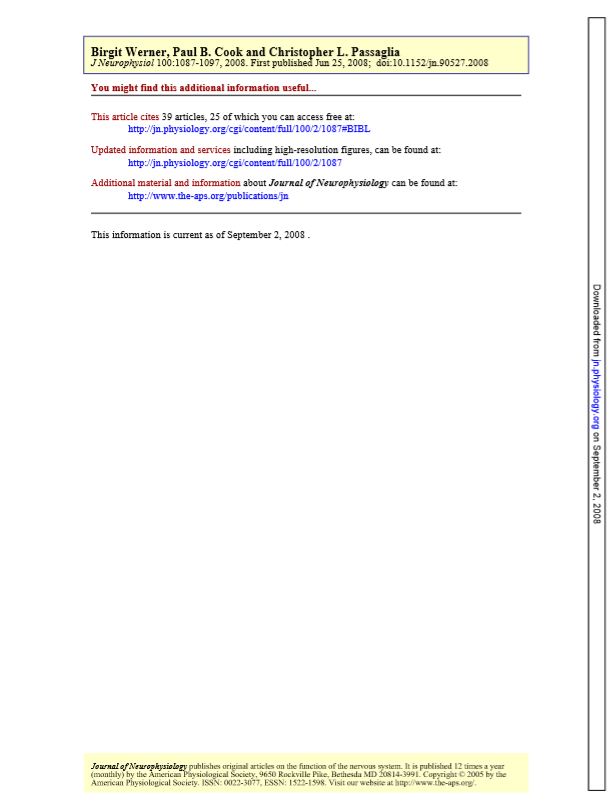 Birgit Werner, Paul B. Cook and Christopher L. Passaglia
J Neurophysiol 100:1087-1097, 2008. First published Jun 25, 2008; doi:10.1152/jn.90527.2008
You might find this additional information useful...
This article cites 39 articles, 25 of which you can access free at:
http://jn.physiology.org/cgi/content/full/100/2/1087#BIBL
Updated information and services including high-resolution figures, can be found at:
http://jn.physiology.org/cgi/content/full/100/2/1087
Additional material and information about Journal of Neurophysiology can be found at:
http://www.the-aps.org/publications/jn
This information is current as of September 2, 2008 .
Downloaded from jn.physiology.org on September 2, 2008
Journal of Neurophysiology publishes original articles on the function of the nervous system. It is published 12 times a year
(monthly) by the American Physiological Society, 9650 Rockville Pike, Bethesda MD 20814-3991. Copyright © 2005 by the
American Physiological Society. ISSN: 0022-3077, ESSN: 1522-1598. Visit our website at http://www.the-aps.org/.